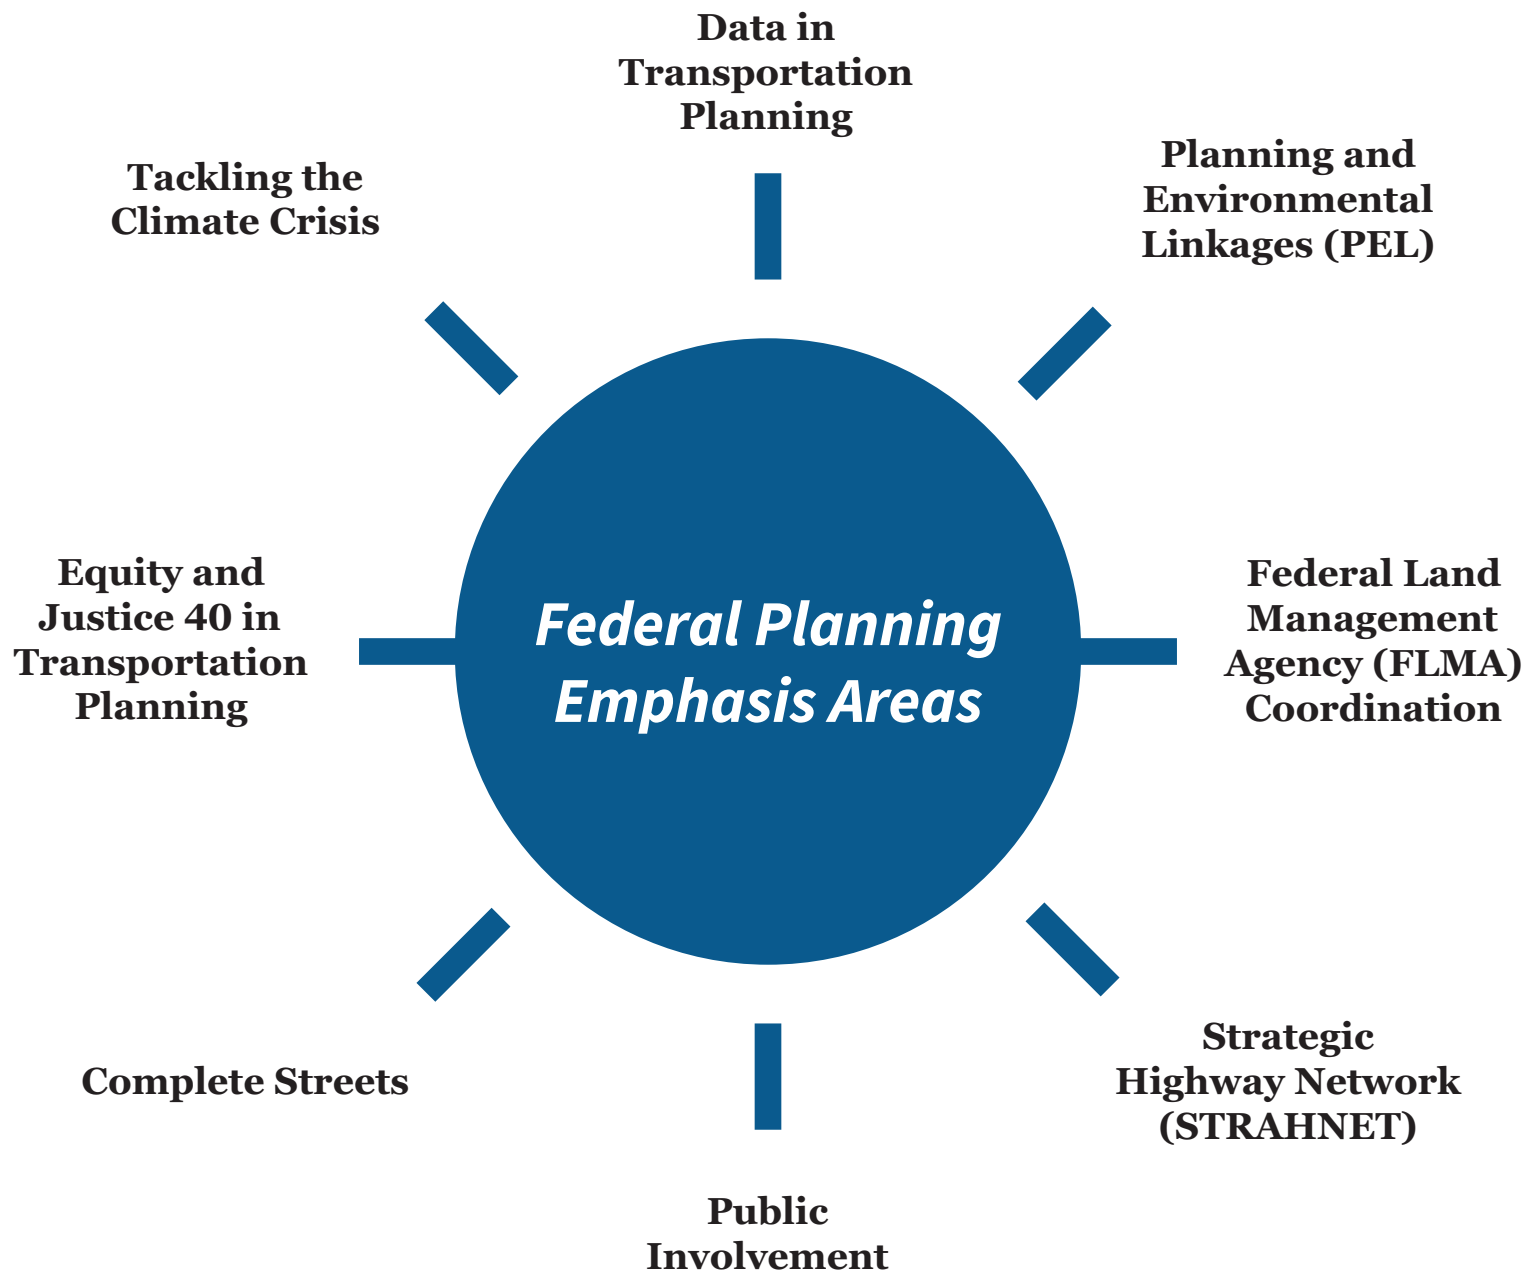 Data in
Transportation
Planning
Planning and
Environmental
Linkages (PEL)
Tackling the
Climate Crisis
Equity and
Justice 40 in
Transportation
Planning
Federal Planning
Emphasis Areas
Federal Land
Management
Agency (FLMA)
Coordination
Complete Streets
Strategic
Highway Network
(STRAHNET)
Public
Involvement